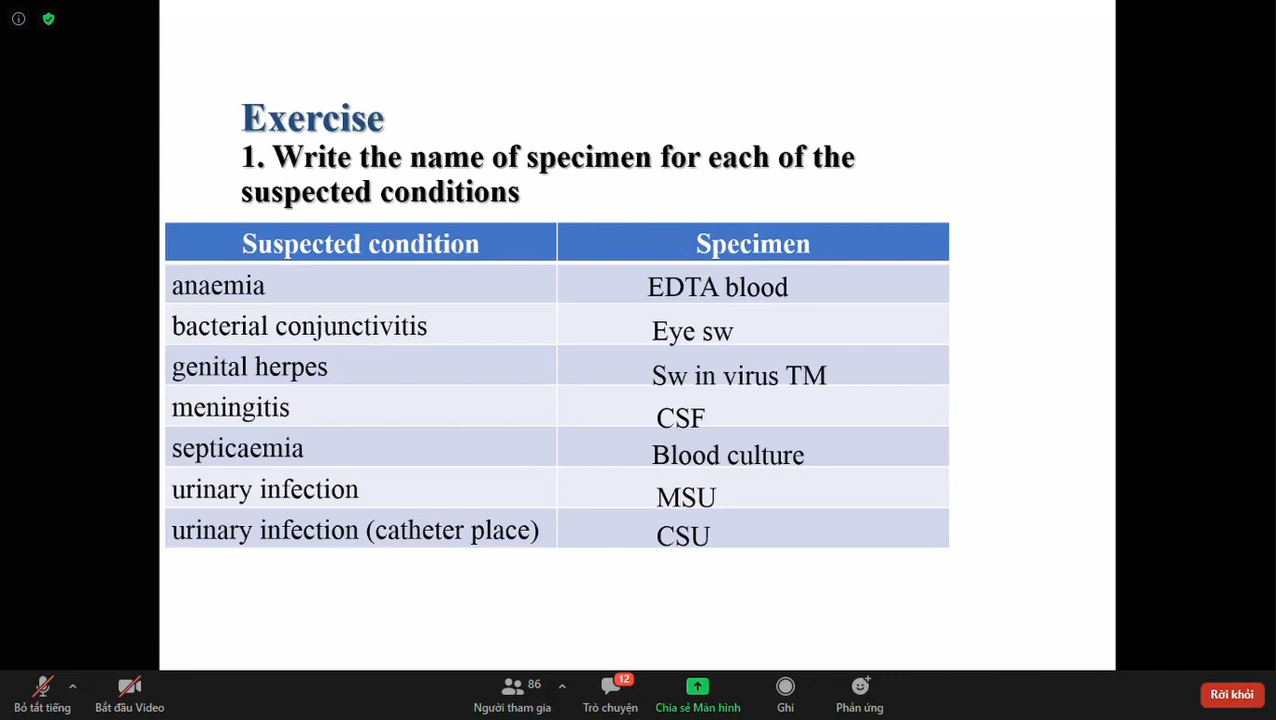 Exercise
1. Write the name of specimen for each of the
suspected conditions
Suspected condition Specimen
anaemia EDTA blood
bacterial conjunctivitis Eye sw
genital herpes Sw in virus TM
meningitis CSF
septicaemia Blood culture
urinary infection MSU
urinary infection (catheter place) CSU
86 12
Bỏ tắt tiếng Bắt đầu Video Người tham gia Trò chuyện Chia sẻ Màn hình Ghi Phản ứng Rời khỏi